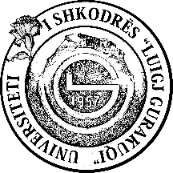 UNIVERSITETI I SHKODRËS "LUIGJ GURAKUQI"
1957